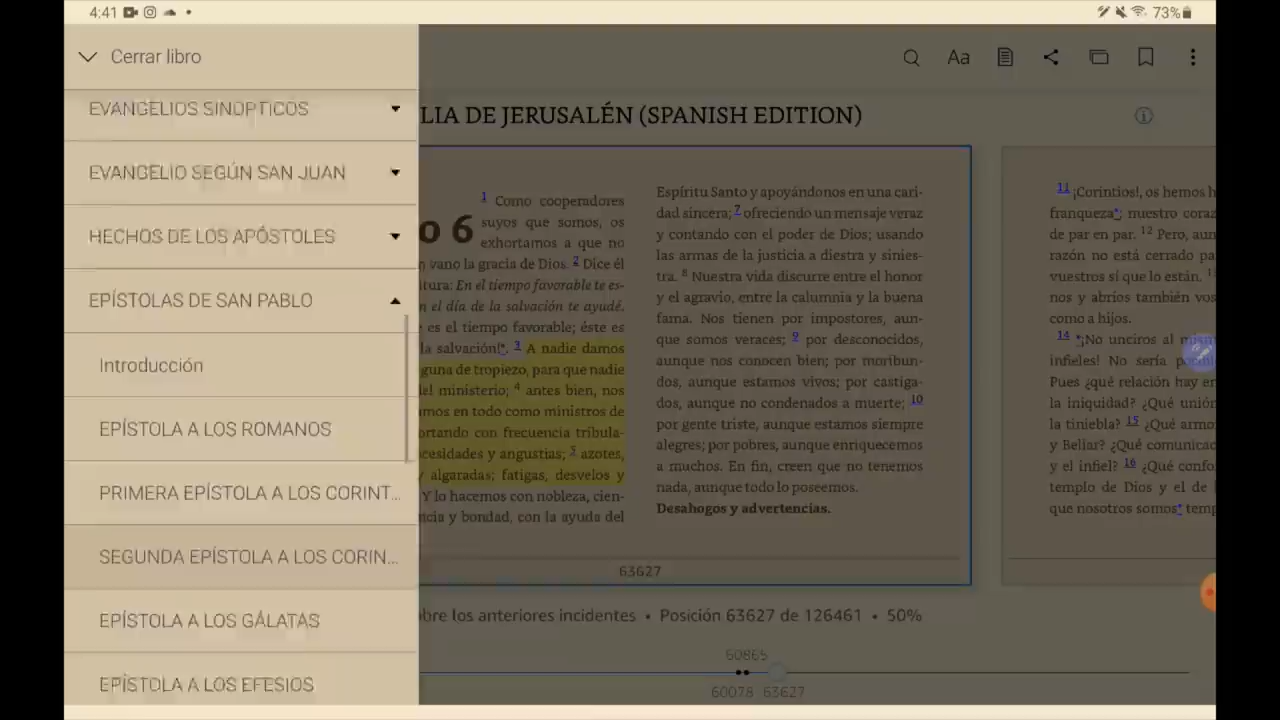 4:41
73%
Cerrar libro
EVANGELIOS SINÓPTICOS
EVANGELIO SEGÚN SAN JUAN
HECHOS DE LOS APÓSTOLES
EPÍSTOLAS DE SAN PABLO
Introducción
EPÍSTOLA A LOS ROMANOS
PRIMERA EPÍSTOLA A LOS CORINT...
SEGUNDA EPÍSTOLA A LOS CORIN...
EPÍSTOLA A LOS GÁLATAS
EPÍSTOLA A LOS EFESIOS
Aa
LIA DE JERUSALÉN (SPANISH EDITION)
o 6
1 Como cooperadores
suyos que somos, os
exhortamos a que no
vano la gracia de Dios. 2 Dice él
itura: En el tiempo favorable te es-
n el día de la salvación te ayudé.
e es el tiempo favorable; éste es
la salvación!*. 3 A nadie damos
guna de tropiezo, para que nadie
del ministerio; 4 antes bien, nos
mos en todo como ministros de
ortando con frecuencia tribula-
cesidades y angustias; 5 azotes,
y algaradas; fatigas, desvelos y
Y lo hacemos con nobleza, cien-
ncia y bondad, con la ayuda del
Espíritu Santo y apoyándonos en una cari-
dad sincera; 7 ofreciendo un mensaje veraz
y contando con el poder de Dios; usando
las armas de la justicia a diestra y sinies-
tra. 8 Nuestra vida discurre entre el honor
y el agravio, entre la calumnia y la buena
fama. Nos tienen por impostores, aun-
que somos veraces; 9 por desconocidos,
aunque nos conocen bien; por moribun-
dos, aunque estamos vivos; por castiga-
dos, aunque no condenados a muerte; 10
por gente triste, aunque estamos siempre
alegres; por pobres, aunque enriquecemos
a muchos. En fin, creen que no tenemos
nada, aunque todo lo poseemos.
Desahogos y advertencias.
63627
11 ¡Corintios!, os hemos h
franqueza*; nuestro coraz
de par en par. 12 Pero, aun
razón no está cerrado pa
vuestros sí que lo están. 1
nos y abríos también vos
como a hijos.
14 *¡No unciros al mism
infieles! No sería
Pues ¿qué relación hay en
la iniquidad? ¿Qué unión
la tiniebla? 15 ¿Qué armo
y Beliar? ¿Qué comunicac
y el infiel? 16 ¿Qué confo
templo de Dios y el de l
que nosotros somos* temp
obre los anteriores incidentes • Posición 63627 de 126461 • 50%
60865
60078 63627